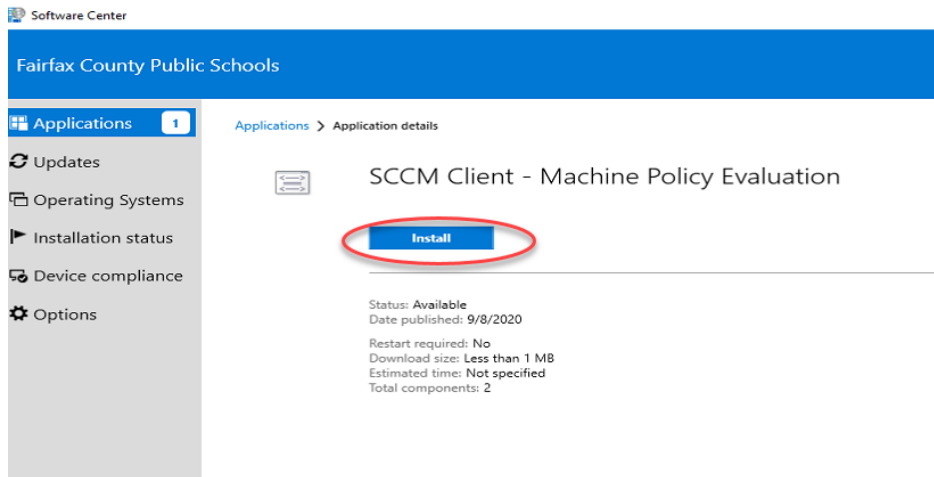 Software Center
Fairfax County Public Schools
Applications 1
Updates
Operating Systems
Installation status
Device compliance
Options
Applications > Application details
SCCM Client - Machine Policy Evaluation
Install
Status: Available
Date published: 9/8/2020
Restart required: No
Download size: Less than 1 MB
Estimated time: Not specified
Total components: 2